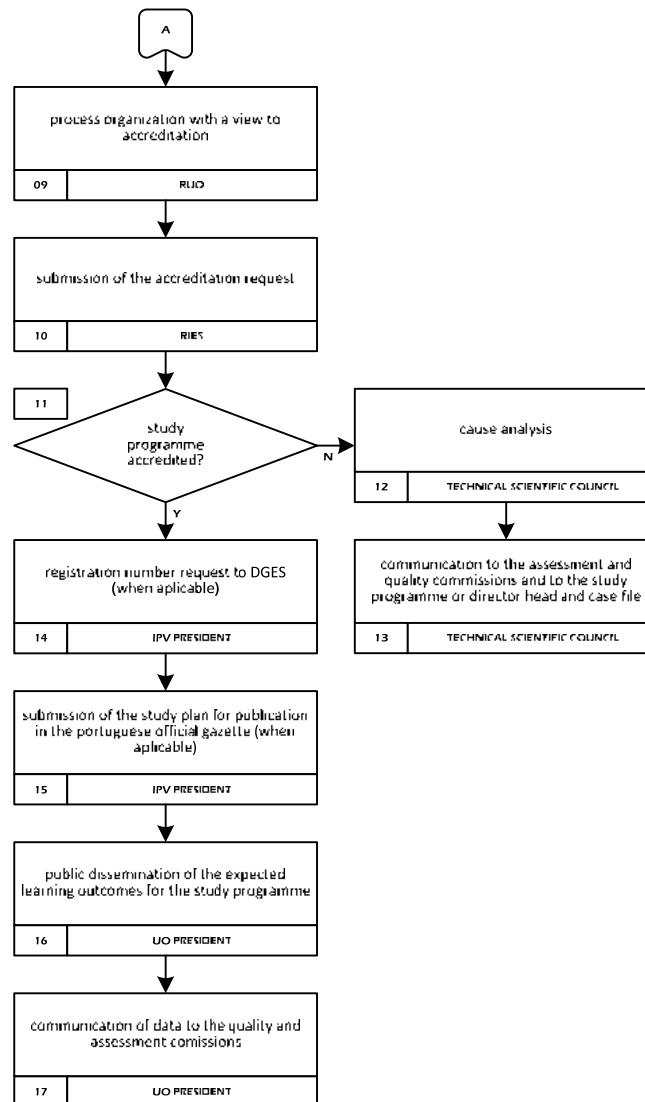 A
process organization with a view to
accreditation
09 RUO
submission of the accreditation request
10 RIES
11
study
programme
accredited?
N
Y
cause analysis
12 TECHNICAL SCIENTIFIC COUNCIL
communication to the assessment and
quality commissions and to the study
programme or director head and case file
13 TECHNICAL SCIENTIFIC COUNCIL
registration number request to DGES
(when aplicable)
14 IPV PRESIDENT
submission of the study plan for publication
in the portuguese official gazette (when
aplicable)
15 IPV PRESIDENT
public dissemination of the expected
learning outcomes for the study programme
16 UO PRESIDENT
communication of data to the quality and
assessment comissions
17 UO PRESIDENT